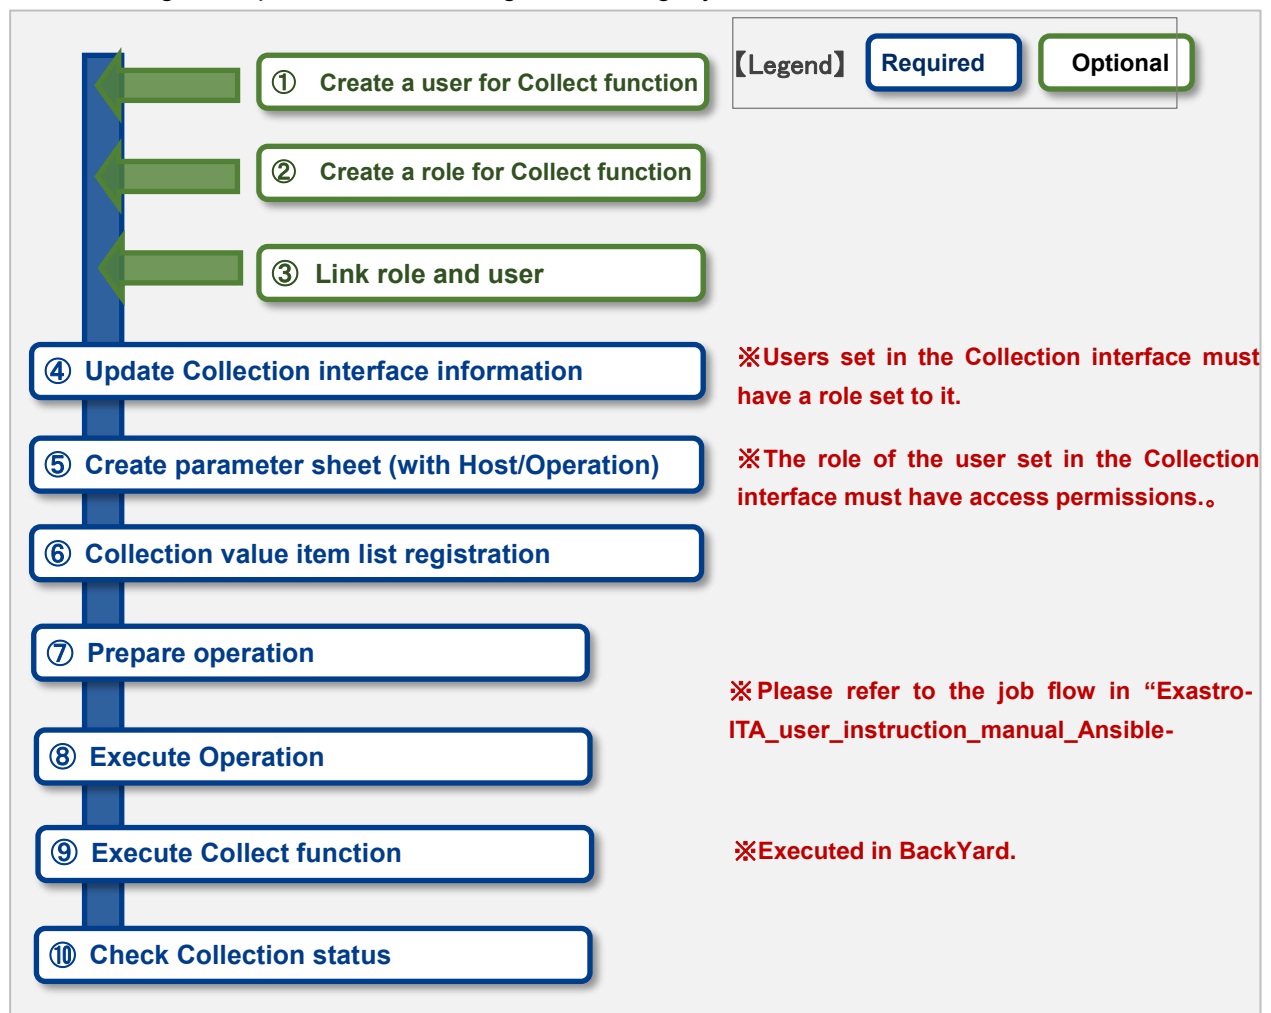 【Legend】 Required Optional
① Create a user for Collect function
② Create a role for Collect function
③ Link role and user
④ Update Collection interface information
※Users set in the Collection interface must
have a role set to it.
⑤ Create parameter sheet (with Host/Operation)
※The role of the user set in the Collection
interface must have access permissions.。
⑥ Collection value item list registration
⑦ Prepare operation
※Please refer to the job flow in “Exastro-
ITA_user_instruction_manual_Ansible-
⑧ Execute Operation
⑨ Execute Collect function
※Executed in BackYard.
⑩ Check Collection status